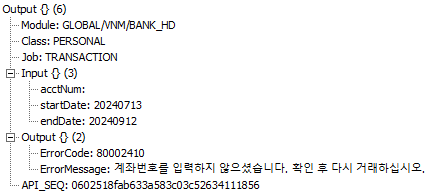 Output {} (6)
Module: GLOBAL/VNM/BANK_HD
Class: PERSONAL
Job: TRANSACTION
Input {} (3)
acctNum:
startDate: 20240713
endDate: 20240912
Output {} (2)
ErrorCode: 80002410
ErrorMessage: 계좌번호를 입력하지 않으셨습니다. 확인 후 다시 거래하십시오.
API_SEQ: 0602518fab633a583c03c52634111856